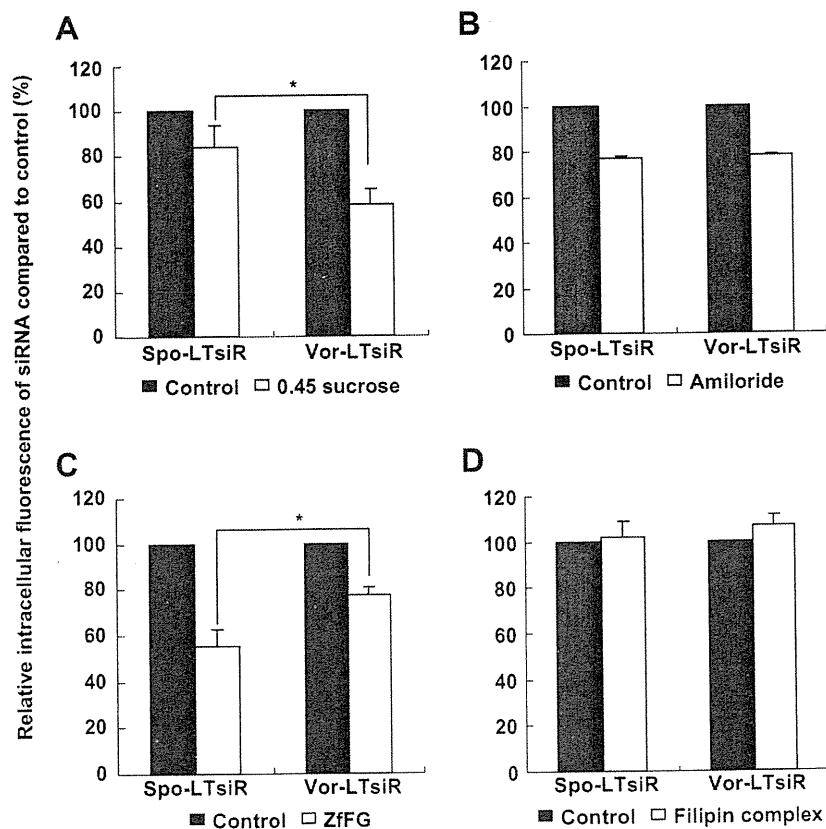 Relative intracellular fluorescence of siRNA compared to control (%)
A
120
100
80
60
40
20
0
*
Spo-LTsiR Vor-LTsiR
Control 0.45 sucrose
B
120
100
80
60
40
20
0
Spo-LTsiR Vor-LTsiR
Control Amiloride
C
120
100
80
60
40
20
0
*
Spo-LTsiR Vor-LTsiR
Control ZfFG
D
120
100
80
60
40
20
0
Spo-LTsiR Vor-LTsiR
Control Filipin complex